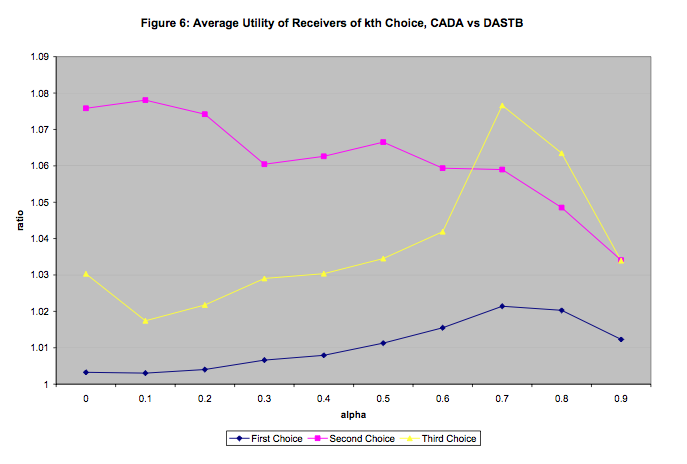 Figure 6: Average Utility of Receivers of kth Choice, CADA vs DASTB
1.09
1.08
1.07
1.06
1.05
1.04
1.03
1.02
1.01
1
ratio
0 0.1 0.2 0.3 0.4 0.5 0.6 0.7 0.8 0.9
alpha
First Choice Second Choice Third Choice